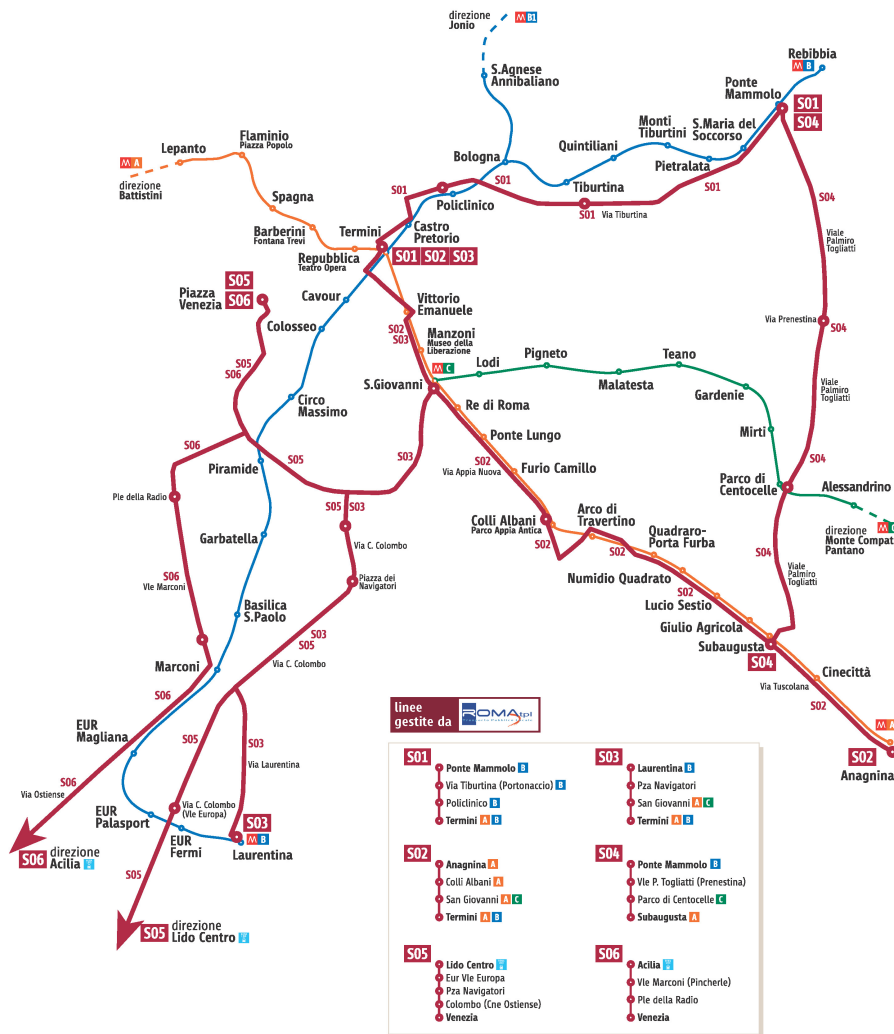 direzione
Jonio
M B1
S.Agnese
Annibaliano
Rebibbia
M B
Ponte
Mammolo
S01
S04
Monti
Tiburtini
S.Maria del
Soccorso
Quintiliani
Pietralata
Bologna
Tiburtina
Flaminio
Piazza Popolo
Lepanto
M A
direzione
Battistini
Spagna
Barberini
Fontana Trevi
Repubblica
Teatro Opera
Termini
Castro
Pretorio
Policlinico
S01
S01
S01
S01
Via Tiburtina
S01 S02 S03
S04
Viale
Palmiro
Togliatti
Via Prenestina
S04
Viale
Palmiro
Togliatti
S04
S05
S06
Piazza
Venezia
Cavour
Colosseo
Vittorio
Emanuele
S02
S03
Manzoni
Museo della
Liberazione
M C
S.Giovanni
Lodi
Pigneto
Malatesta
Teano
Gardenie
Mirti
Parco di
Centocelle
Alessandrino
direzione
Monte Compat
Pantano
S05
S06
Circo
Massimo
Re di Roma
Ponte Lungo
S02
Via Appia Nuova
Furio Camillo
S06
S05
S03
Piramide
Ple della Radio
S05
S03
Via C. Colombo
Colli Albani
Parco Appia Antica
S02
Arco di
Travertino
S02
Quadraro-
Porta Furba
Numidio Quadrato
S02
Lucio Sestio
Giulio Agricola
Subaugusta
S04
S04
Viale
Palmiro
Togliatti
Garbatella
S06
Vle Marconi
Piazza dei
Navigatori
Basilica
S.Paolo
S03
S05
Via C. Colombo
Marconi
S06
Cinecittà
Via Tuscolana
S02
M A
S02
Anagnina
EUR
Magliana
S05
S03
Via Laurentina
S06
Via Ostiense
EUR
Palasport
Via C. Colombo
(Vle Europa)
EUR
Fermi
S03
M B
Laurentina
S06
direzione
Acilia
S05
S05
direzione
Lido Centro
linee
gestite da
ROMA tpl
S01
Ponte Mammolo B
Via Tiburtina (Portonaccio) B
Policlinico B
Termini A B
S03
Laurentina B
Pza Navigatori
San Giovanni A C
Termini A B
S02
Anagnina A
Colli Albani A
San Giovanni A C
Termini A B
S04
Ponte Mammolo B
Vle P. Togliatti (Prenestina)
Parco di Centocelle C
Subaugusta A
S05
Lido Centro
Eur Vle Europa
Pza Navigatori
Colombo (Cne Ostiense)
Venezia
S06
Acilia
Vle Marconi (Pincherle)
Ple della Radio
Venezia